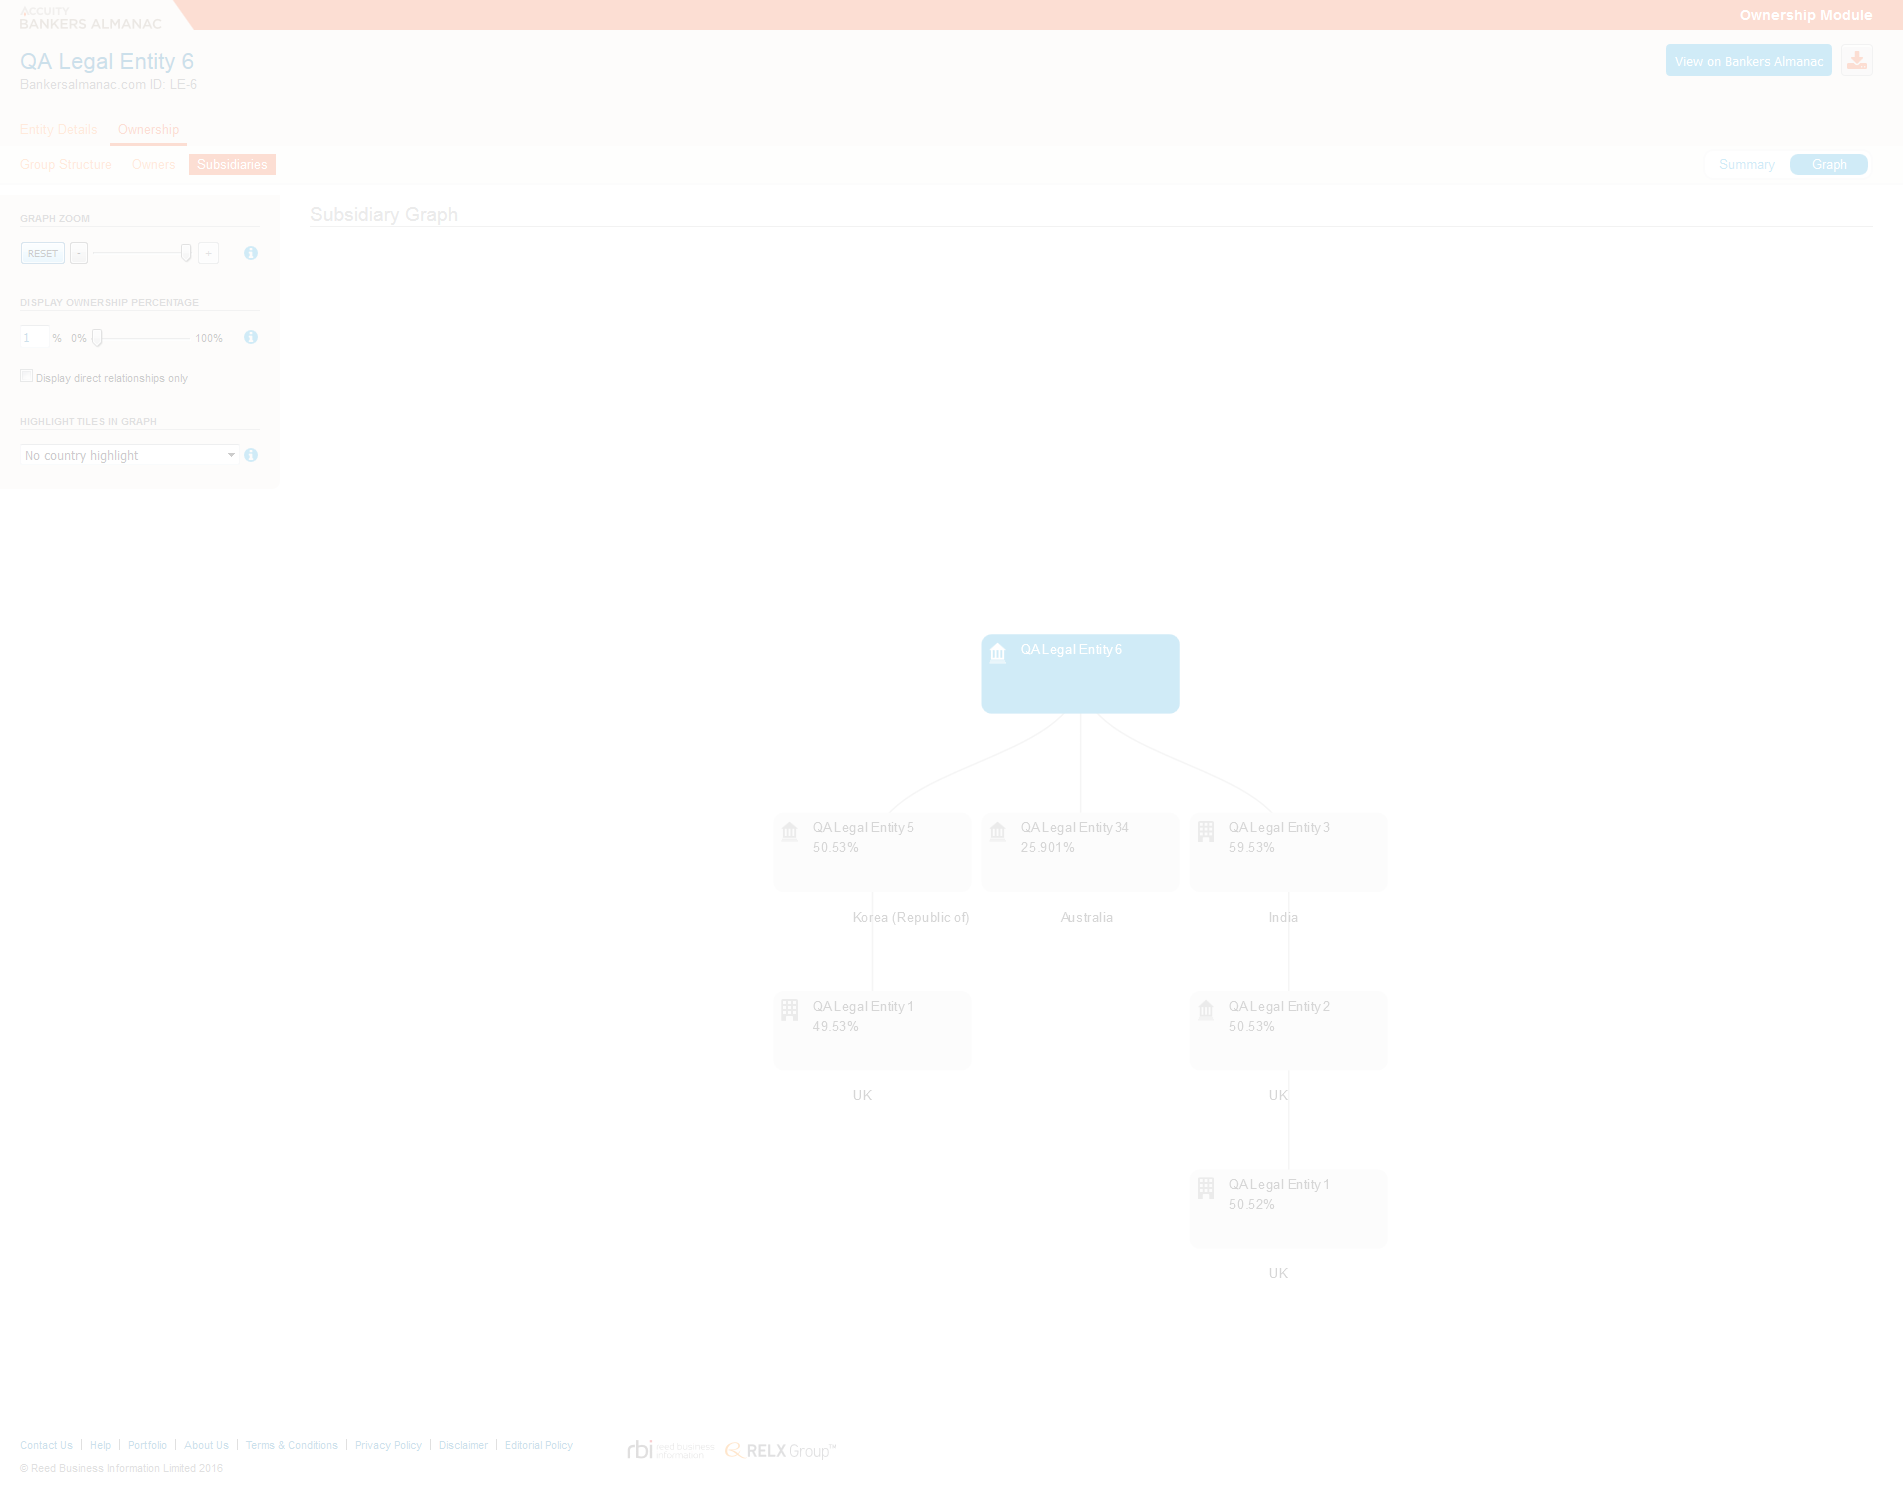 ACCUITY
BANKERS ALMANAC
Ownership Module
QA Legal Entity 6
Bankersalmanac.com ID: LE-6
View on Bankers Almanac
Entity Details Ownership
Group Structure Owners Subsidiaries
Summary Graph
GRAPH ZOOM
RESET - +
Subsidiary Graph
DISPLAY OWNERSHIP PERCENTAGE
1 % 0% 100%
Display direct relationships only
HIGHLIGHT TILES IN GRAPH
No country highlight
QA Legal Entity 6
QA Legal Entity 5
50.53%
Korea (Republic of)
QA Legal Entity 34
25.901%
Australia
QA Legal Entity 3
59.53%
India
QA Legal Entity 1
49.53%
UK
QA Legal Entity 2
50.53%
UK
QA Legal Entity 1
50.52%
UK
Contact Us | Help | Portfolio | About Us | Terms & Conditions | Privacy Policy | Disclaimer | Editorial Policy
© Reed Business Information Limited 2016
rbi reed business
information
RELX Group™